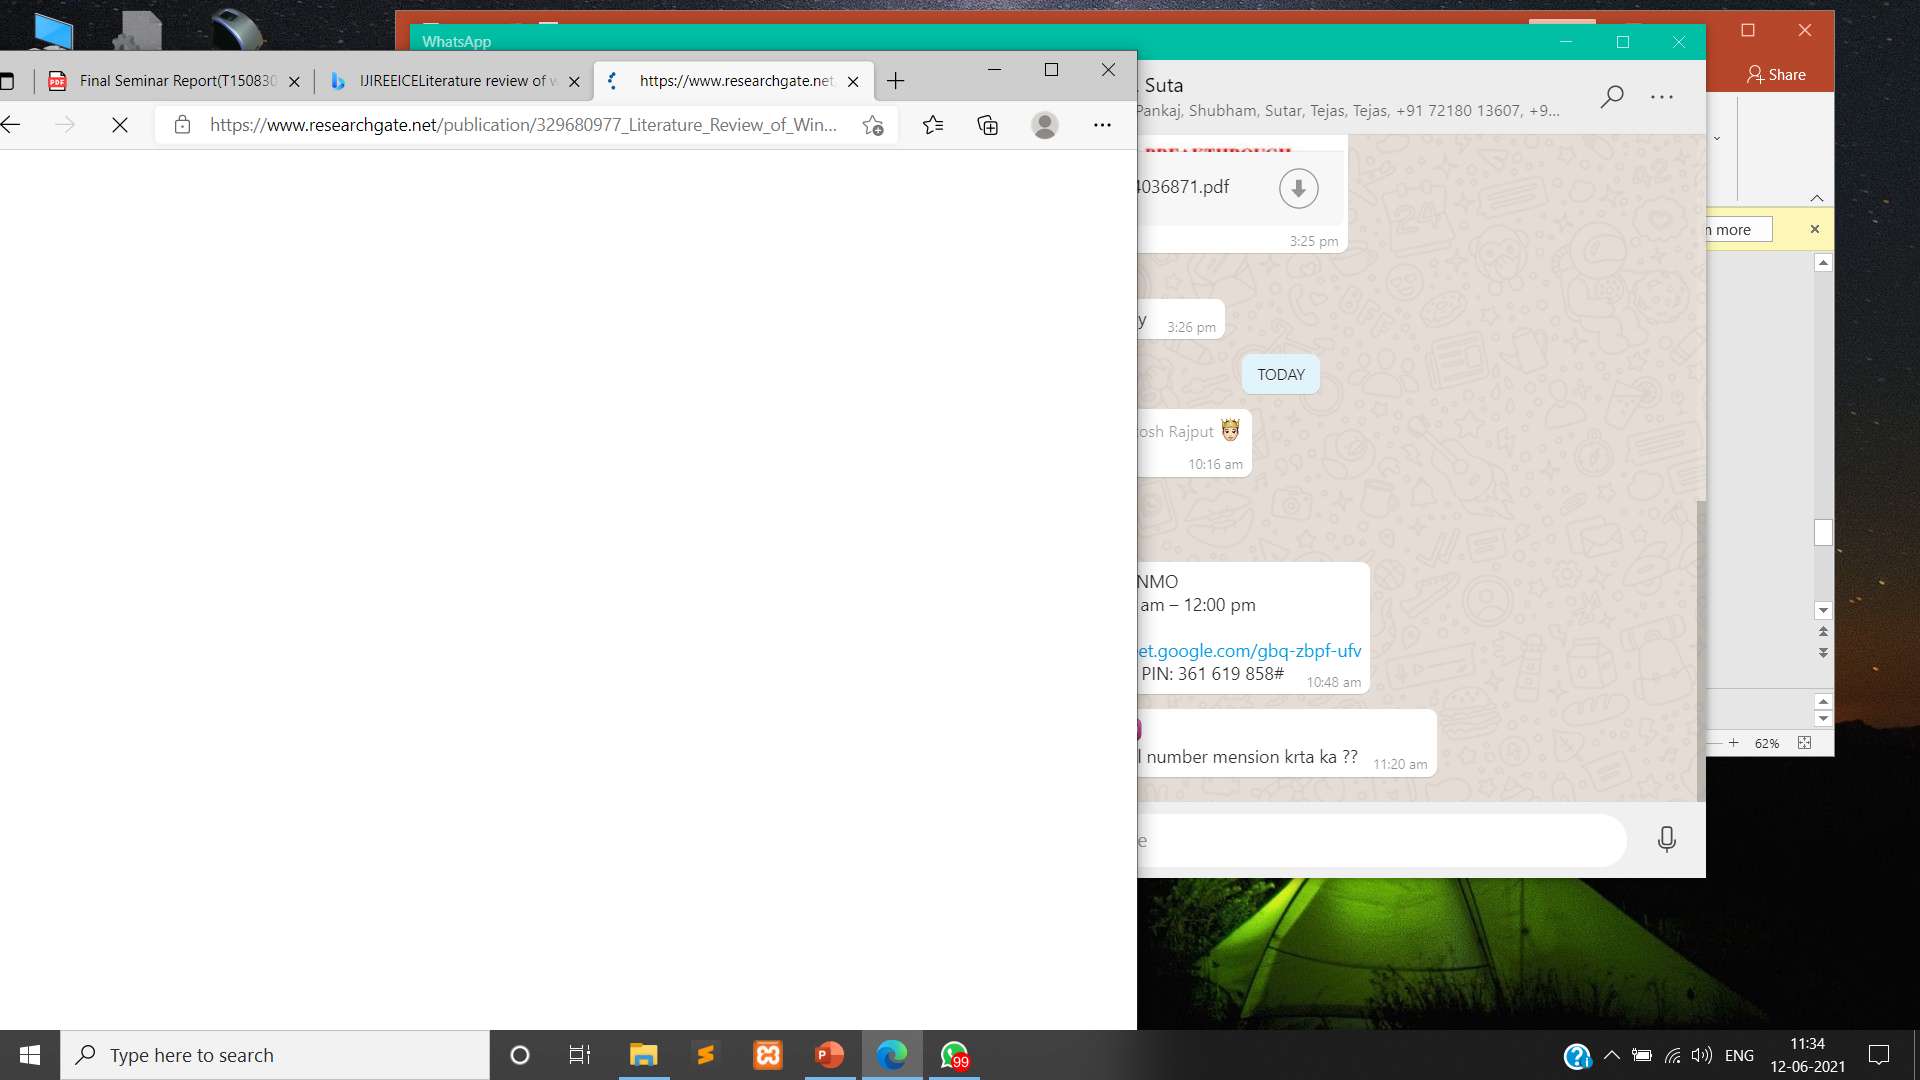 WhatsApp
Final Seminar Report(T150830
IJIREEICELiterature review of w
https://www.researchgate.net
https://www.researchgate.net/publication/329680977_Literature_Review_of_Win...
. Suta
Pankaj, Shubham, Sutar, Tejas, Tejas, +91 72180 13607, +9...
Share
BREAKTHROUGH
4036871.pdf
3:25 pm
more
y 3:26 pm
TODAY
osh Rajput
10:16 am
NMO
am – 12:00 pm
et.google.com/gbq-zbpf-ufv
PIN: 361 619 858#
10:48 am
l number mension krta ka ??
11:20 am
62%
e
Type here to search
99
ENG
11:34
12-06-2021